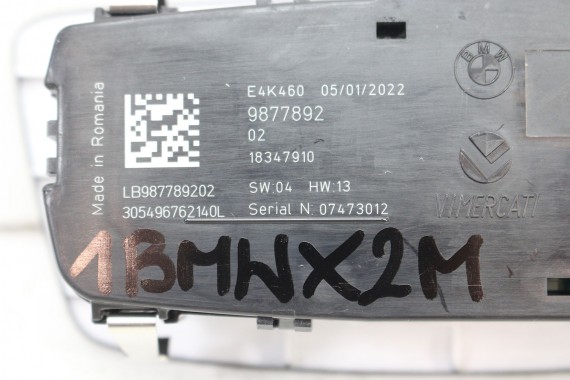 Made in Romania
E4K460 05/01/2022
9877892
02
18347910
LB987789202
SW:04 HW:13
305496762140L
Serial N 07473012
BMW
VIMERCATI
1BMWX2M